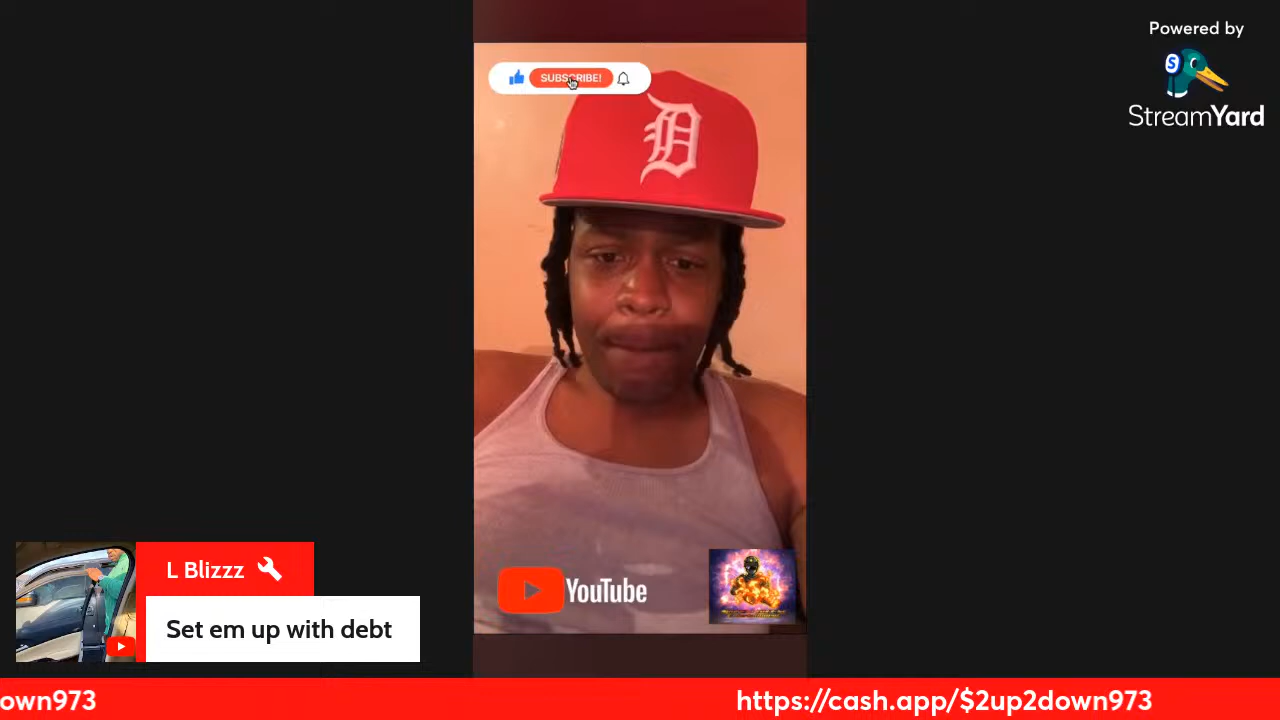 Powered by
StreamYard
SUBSCRIBE!
D
YouTube
L Blizzz
Set em up with debt
own973
https://cash.app/$2up2down973